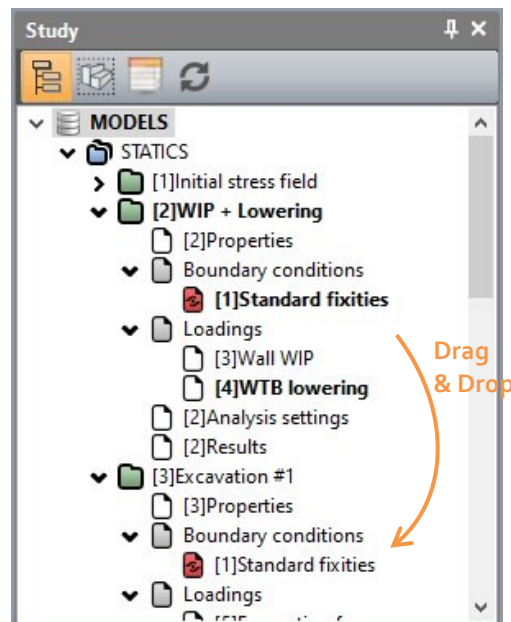 Study
MODELS
STATICS
[1]Initial stress field
[2]WIP + Lowering
[2]Properties
Boundary conditions
[1]Standard fixities
Loadings
[3]Wall WIP
[4]WTB lowering
[2]Analysis settings
[2]Results
[3]Excavation #1
[3]Properties
Boundary conditions
[1]Standard fixities
Loadings
Drag
& Drop